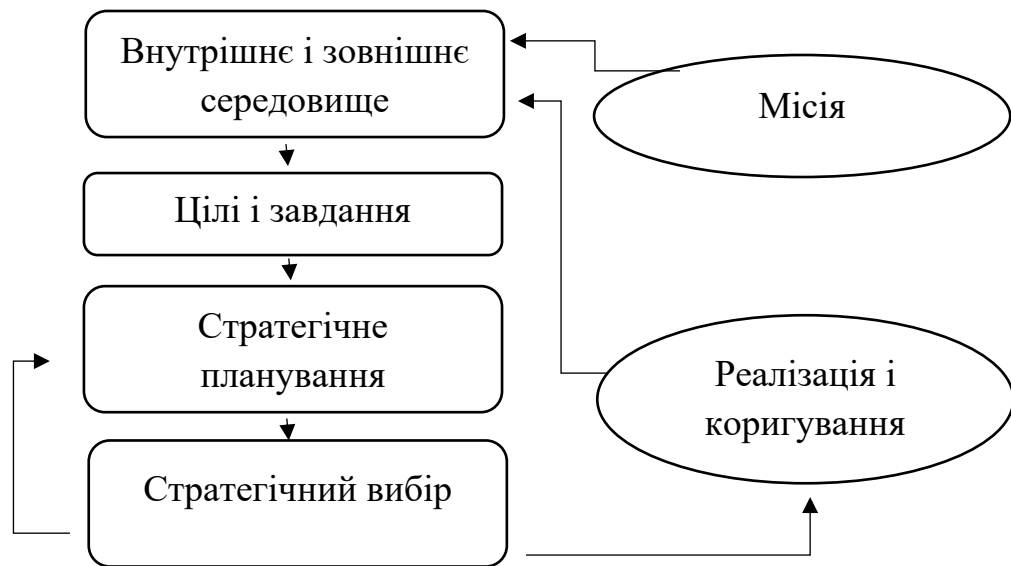 Внутрішнє і зовнішнє
середовище
Місія
Цілі і завдання
Стратегічне
планування
Реалізація і
коригування
Стратегічний вибір